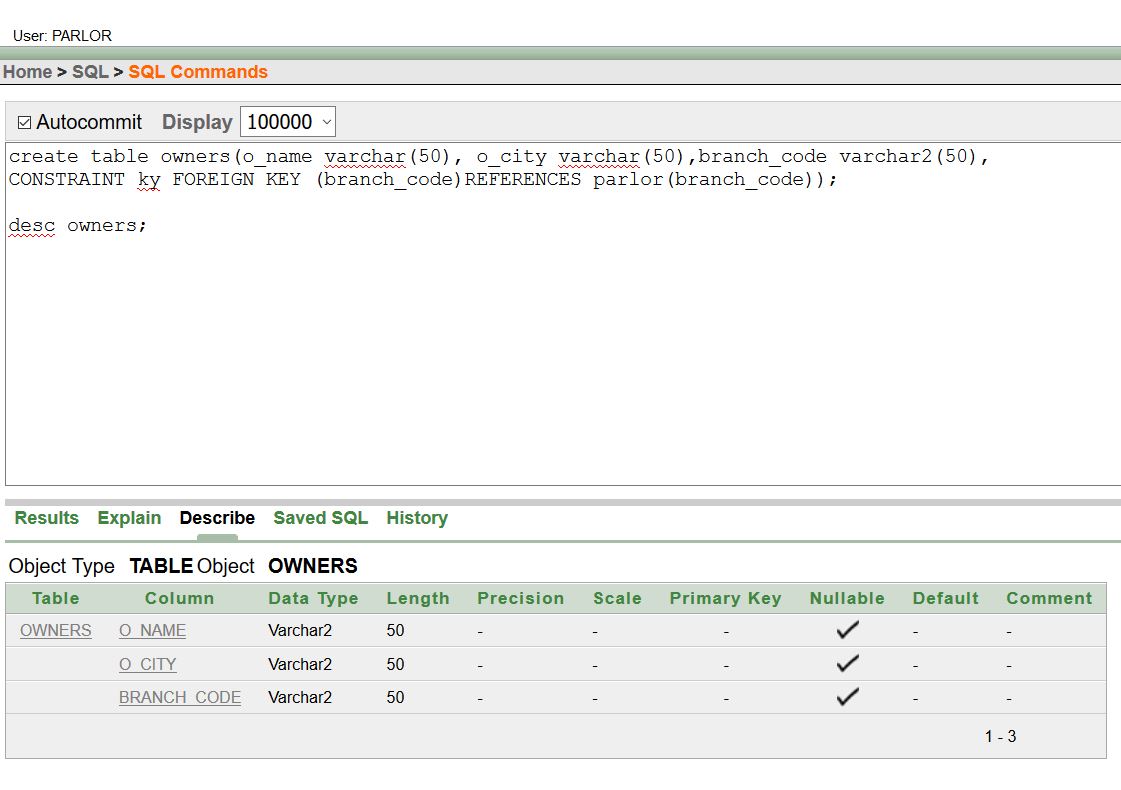 User: PARLOR
Home > SQL > SQL Commands
Autocommit Display 100000
create table owners(o_name varchar(50), o_city varchar(50),branch_code varchar2(50),
CONSTRAINT ky FOREIGN KEY (branch_code)REFERENCES parlor(branch_code));
desc owners;
Results Explain Describe Saved SQL History
Object Type TABLE Object OWNERS
Table Column Data Type Length Precision Scale Primary Key Nullable Default Comment
OWNERS O_NAME Varchar2 50 - - - - -
O_CITY Varchar2 50 - - - - -
BRANCH_CODE Varchar2 50 - - - - -
1 - 3